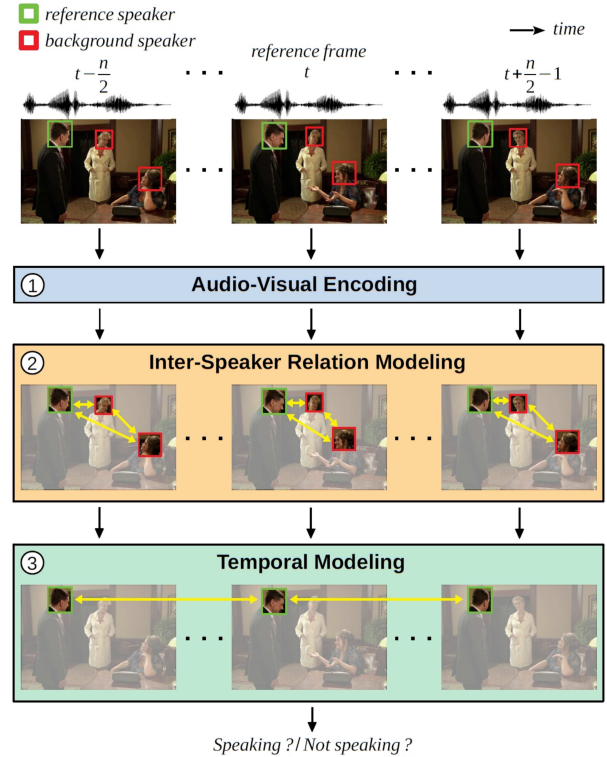 reference speaker
background speaker
time
reference frame
t − n/2 · · · t · · · t + n/2 − 1
· · · · · ·
1 Audio-Visual Encoding
2 Inter-Speaker Relation Modeling
· · · · · ·
3 Temporal Modeling
· · · · · ·
Speaking ? / Not speaking ?